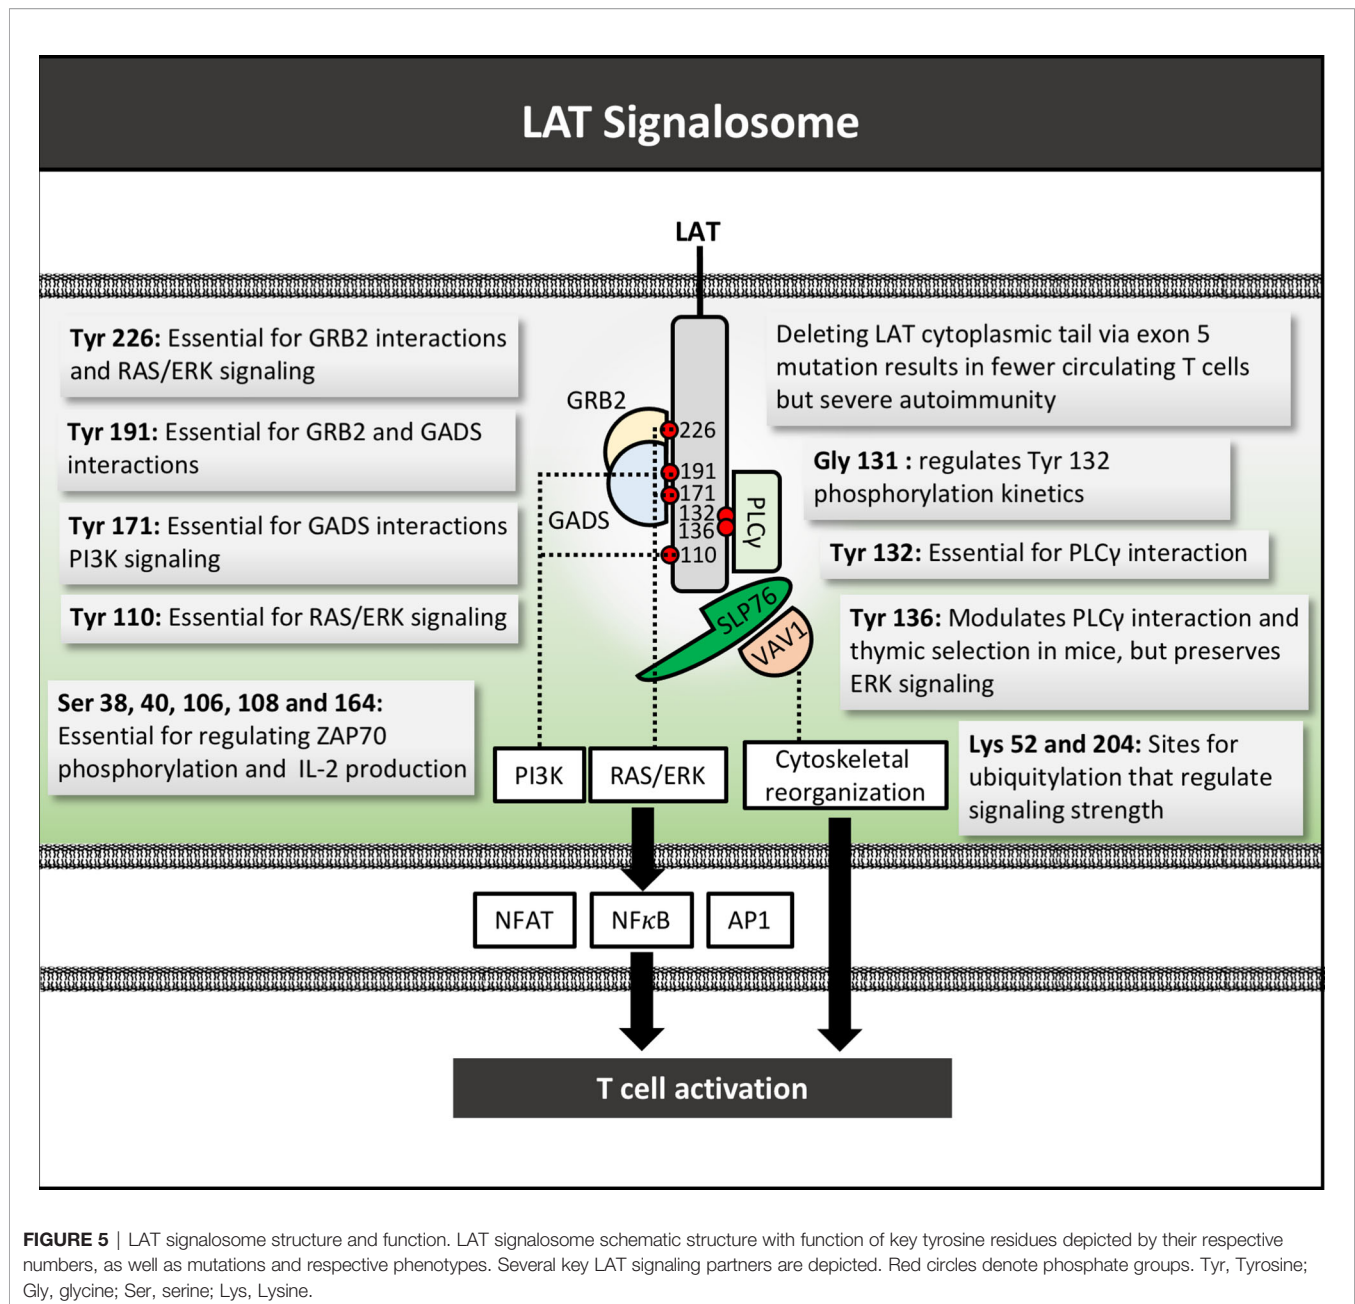 LAT Signalosome
LAT
Tyr 226: Essential for GRB2 interactions
and RAS/ERK signaling
Tyr 191: Essential for GRB2 and GADS
interactions
Tyr 171: Essential for GADS interactions
PI3K signaling
Tyr 110: Essential for RAS/ERK signaling
Ser 38, 40, 106, 108 and 164:
Essential for regulating ZAP70
phosphorylation and IL-2 production
GRB2
GADS
226
191
171
132
136
110
PLCγ
SLP76
VAV1
Deleting LAT cytoplasmic tail via exon 5
mutation results in fewer circulating T cells
but severe autoimmunity
Gly 131 : regulates Tyr 132
phosphorylation kinetics
Tyr 132: Essential for PLCγ interaction
Tyr 136: Modulates PLCγ interaction and
thymic selection in mice, but preserves
ERK signaling
Lys 52 and 204: Sites for
ubiquitylation that regulate
signaling strength
PI3K
RAS/ERK
Cytoskeletal
reorganization
NFAT
NFκB
AP1
T cell activation
FIGURE 5 | LAT signalosome structure and function. LAT signalosome schematic structure with function of key tyrosine residues depicted by their respective
numbers, as well as mutations and respective phenotypes. Several key LAT signaling partners are depicted. Red circles denote phosphate groups. Tyr, Tyrosine;
Gly, glycine; Ser, serine; Lys, Lysine.